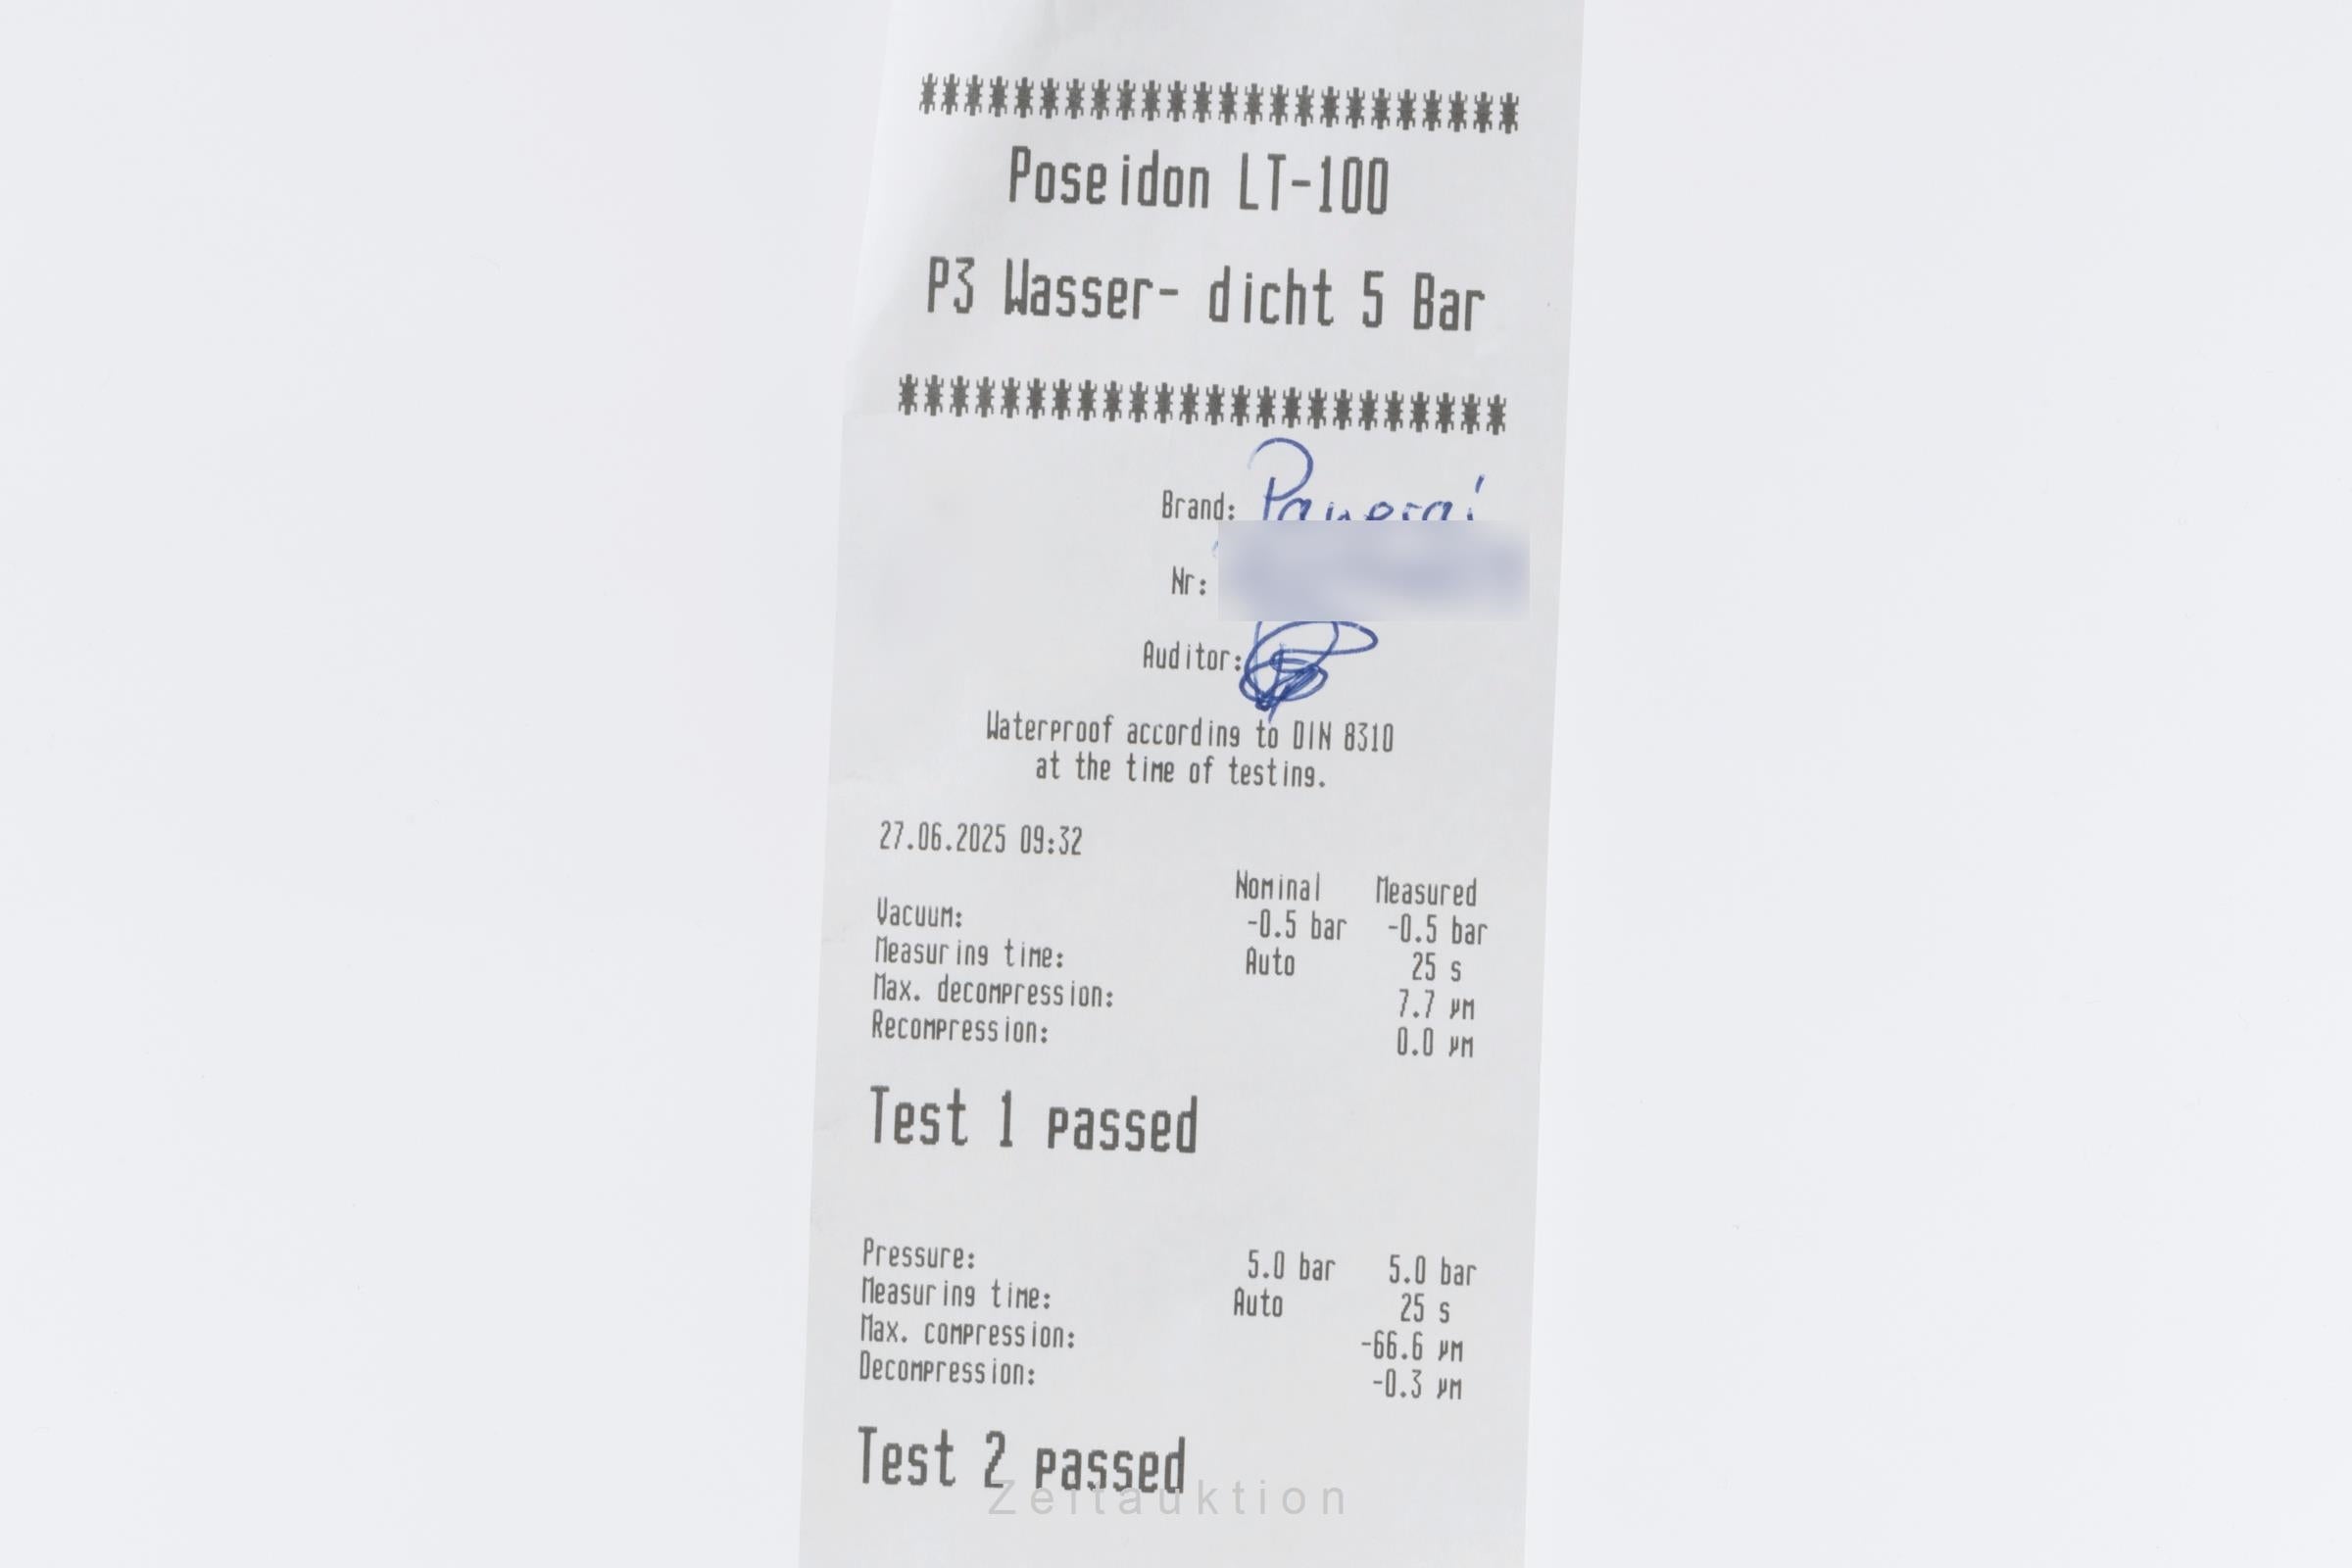 ************************
Poseidon LT-100
P3 Wasser- dicht 5 Bar
************************
Brand: Panerai
Nr:
Auditor:
Waterproof according to DIN 8310
at the time of testing.
27.06.2025 09:32
Nominal Measured
Vacuum: -0.5 bar -0.5 bar
Measuring time: Auto 25 s
Max. decompression: 7.7 µm
Recompression: 0.0 µm
Test 1 passed
Pressure: 5.0 bar 5.0 bar
Measuring time: Auto 25 s
Max. compression: -66.6 µm
Decompression: -0.3 µm
Test 2 passed
Zeitauktion